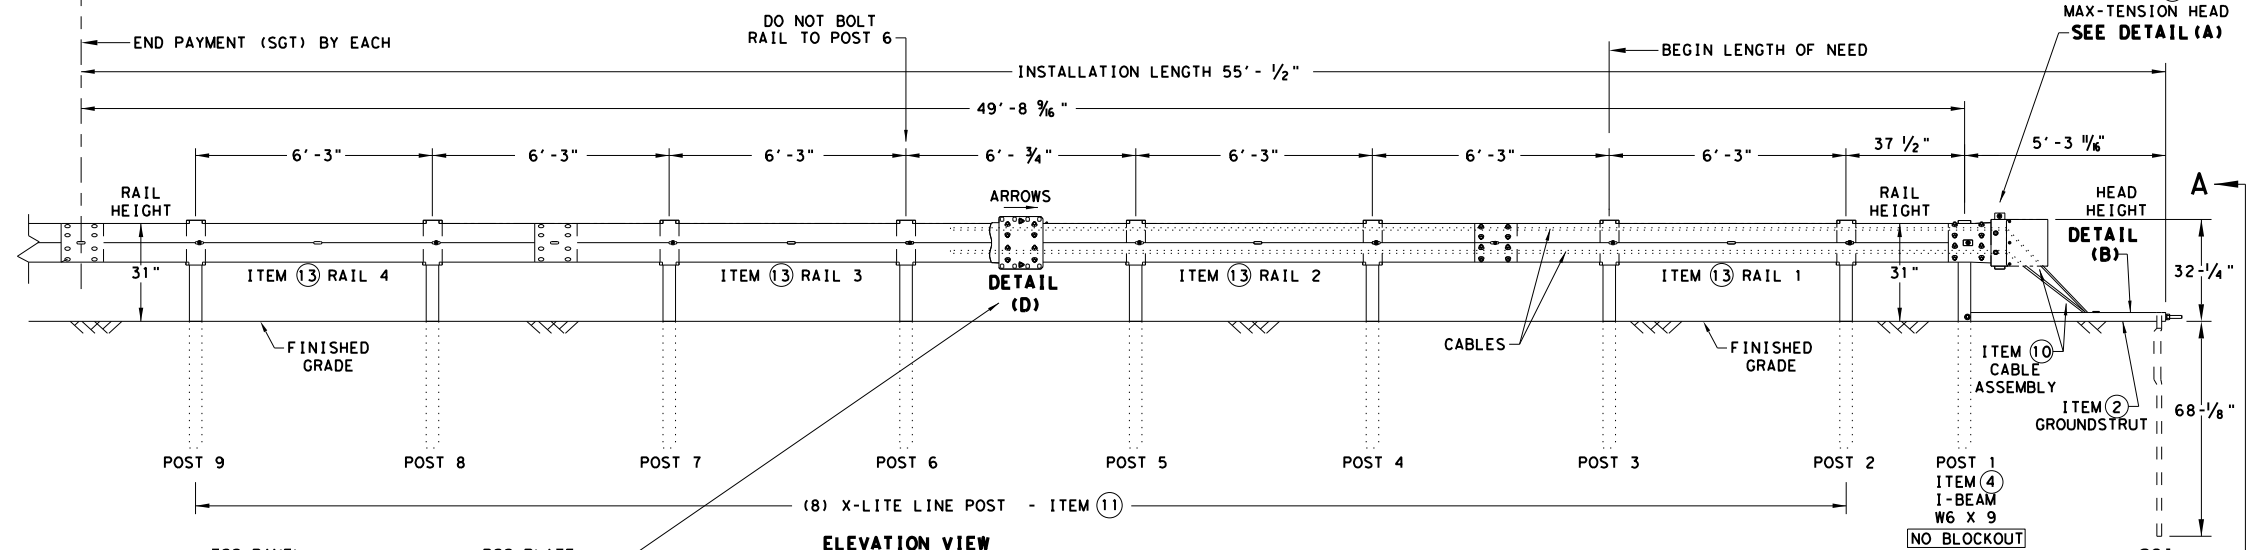 MAX-TENSION HEAD
SEE DETAIL(A)
DO NOT BOLT
RAIL TO POST 6
END PAYMENT (SGT) BY EACH
BEGIN LENGTH OF NEED
INSTALLATION LENGTH 55'- 1/2"
49'-8 9/16"
6'-3"
6'-3"
6'-3"
6'- 3/4"
6'-3"
6'-3"
6'-3"
37 1/2"
5'-3 11/16"
RAIL
HEIGHT
ARROWS
RAIL
HEIGHT
HEAD
HEIGHT
A
DETAIL
(B)
31"
ITEM 13 RAIL 4
ITEM 13 RAIL 3
DETAIL
(D)
ITEM 13 RAIL 2
ITEM 13 RAIL 1
31"
32-1/4"
FINISHED
GRADE
CABLES
FINISHED
GRADE
ITEM 10
CABLE
ASSEMBLY
ITEM 2
GROUNDSTRUT
68-1/8"
POST 9
POST 8
POST 7
POST 6
POST 5
POST 4
POST 3
POST 2
POST 1
ITEM 4
I-BEAM
W6 X 9
NO BLOCKOUT
(8) X-LITE LINE POST - ITEM 11
ELEVATION VIEW